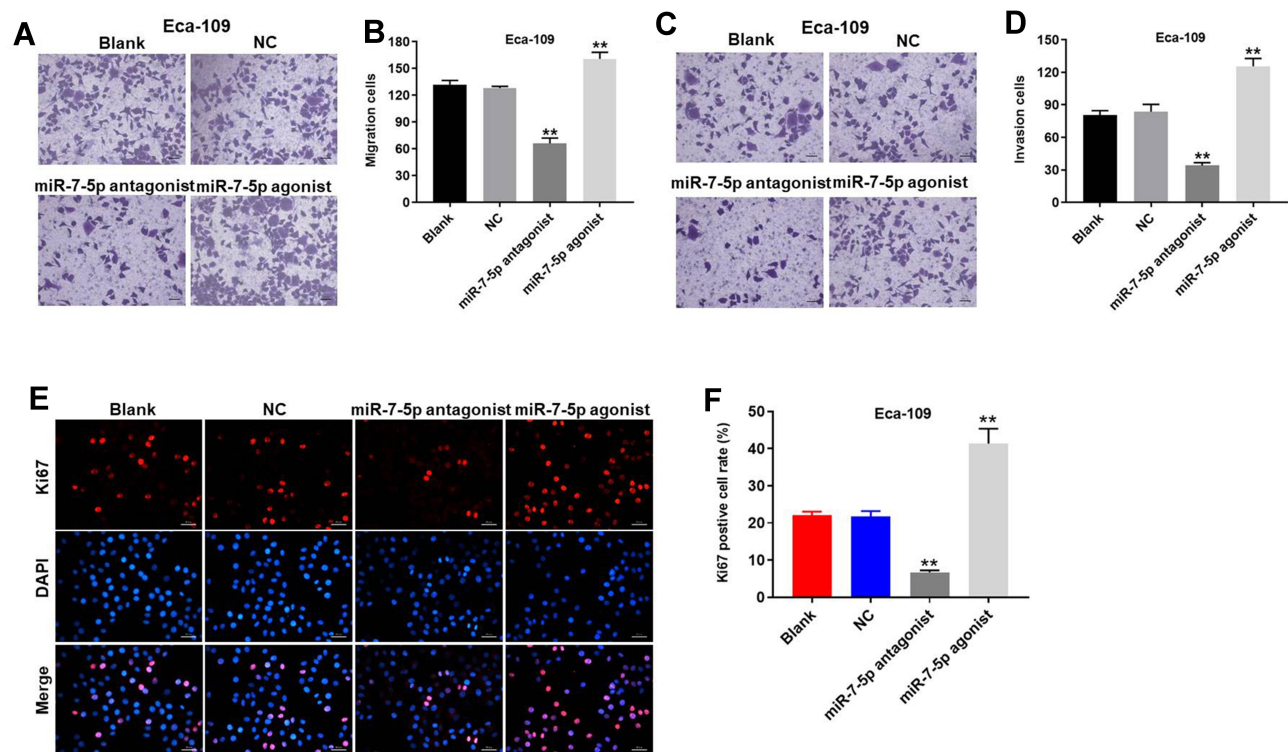 A
Eca-109
Blank
NC
miR-7-5p antagonist
miR-7-5p agonist
B
Eca-109
Migration cells
180
150
120
90
60
30
0
**
**
Blank
NC
miR-7-5p antagonist
miR-7-5p agonist
C
Eca-109
Blank
NC
miR-7-5p antagonist
miR-7-5p agonist
D
Eca-109
Invasion cells
150
120
90
60
30
0
**
**
Blank
NC
miR-7-5p antagonist
miR-7-5p agonist
E
Blank
NC
miR-7-5p antagonist
miR-7-5p agonist
Ki67
DAPI
Merge
F
Eca-109
Ki67 postive cell rate (%)
50
40
30
20
10
0
**
**
Blank
NC
miR-7-5p antagonist
miR-7-5p agonist